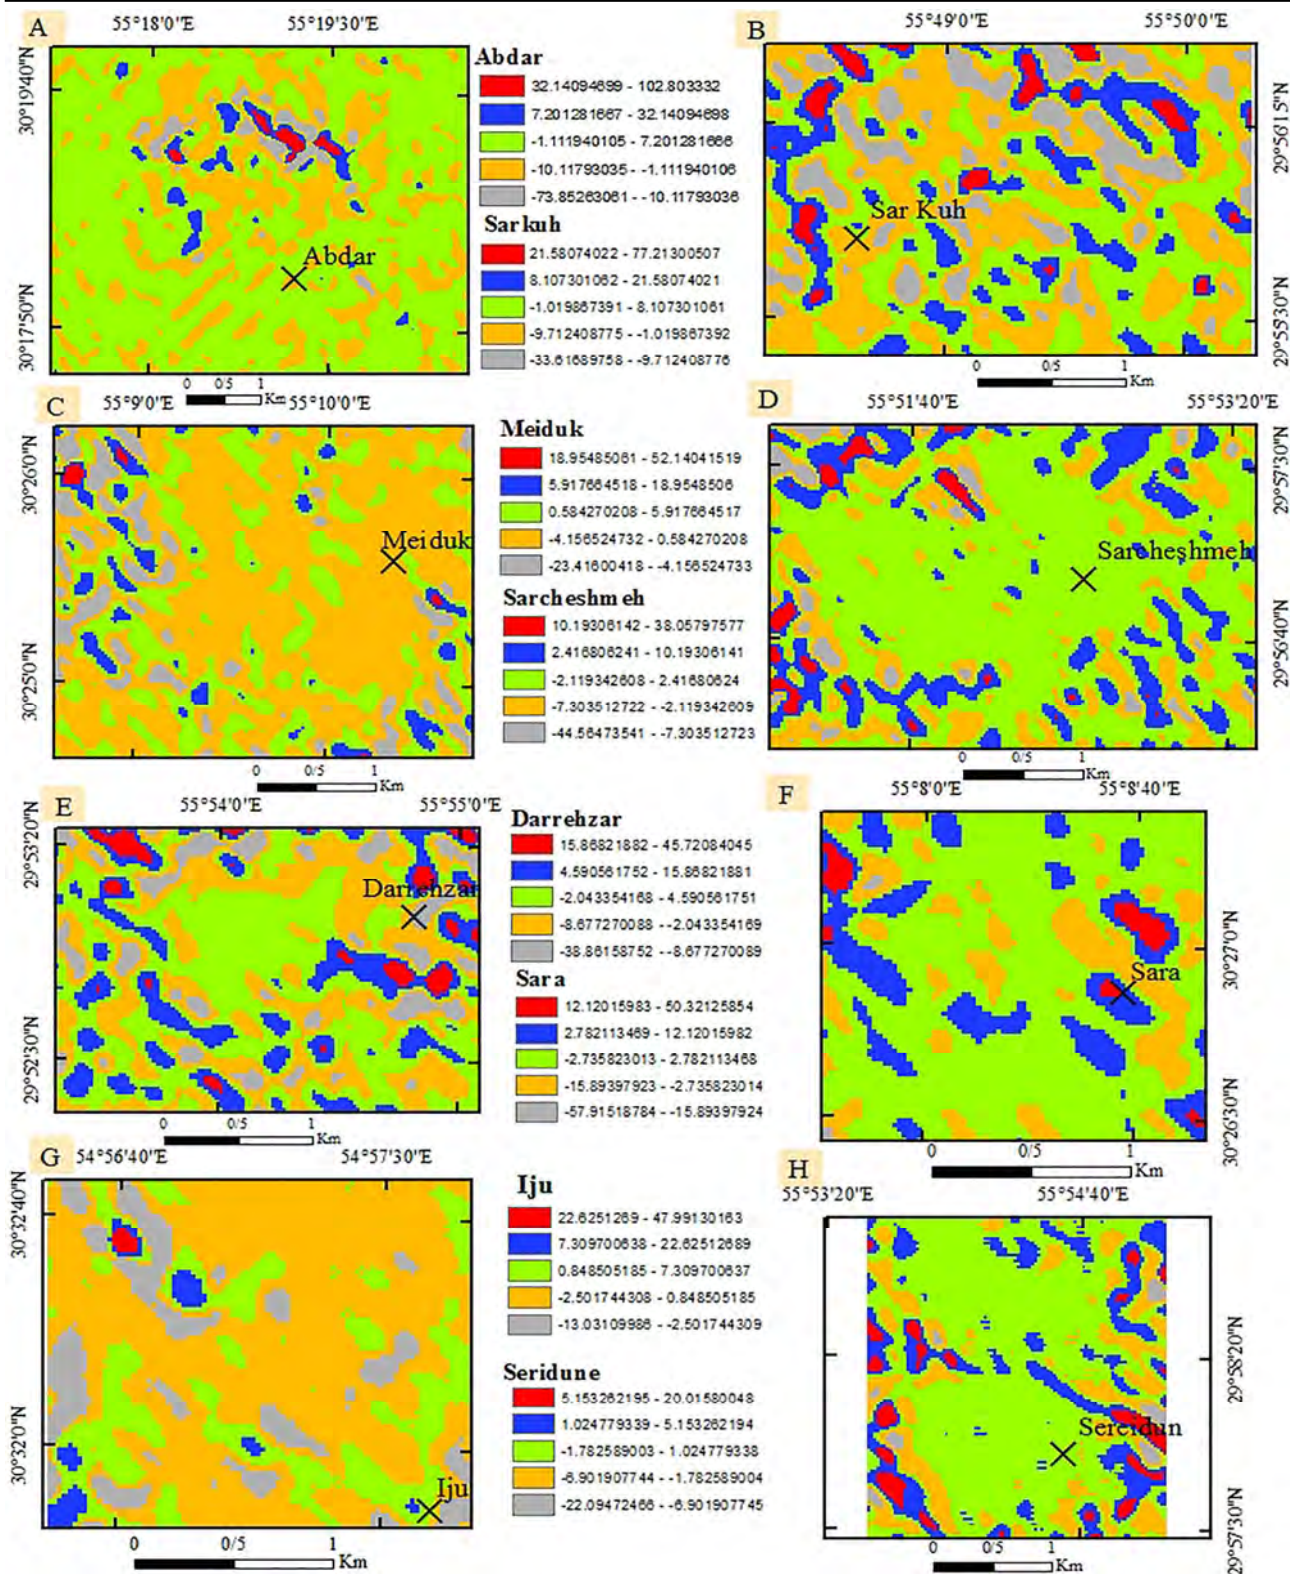 A
55°18'0"E
55°19'30"E
30°19'40"N
30°17'50"N
Abdar
0 0/5 1
Km
Abdar
32.14094699 - 102.803332
7.201281667 - 32.14094698
-1.111940105 - 7.201281666
-10.11793035 - -1.111940106
-73.85263061 - -10.11793036
Sarkuh
21.58074022 - 77.21300507
8.107301062 - 21.58074021
-1.019867391 - 8.107301061
-9.712408775 - -1.019867392
-33.61689758 - -9.712408776
B
55°49'0"E
55°50'0"E
29°56'15"N
29°55'30"N
Sar Kuh
0 0/5 1
Km
C
55°9'0"E
55°10'0"E
30°26'0"N
30°25'0"N
Meiduk
0 0/5 1
Km
Meiduk
18.95485061 - 52.14041519
5.917664518 - 18.9548506
0.584270208 - 5.917664517
-4.156524732 - 0.584270208
-23.41600418 - -4.156524733
Sarcheshmeh
10.19306142 - 38.05797577
2.416806241 - 10.19306141
-2.119342608 - 2.41680624
-7.303512722 - -2.119342609
-44.56473541 - -7.303512723
D
55°51'40"E
55°53'20"E
29°57'30"N
29°56'40"N
Sarcheshmeh
0 0/5 1
Km
E
55°54'0"E
55°55'0"E
29°53'20"N
29°52'30"N
Darrehzar
0 0/5 1
Km
Darrehzar
15.86821882 - 45.72084045
4.590561752 - 15.86821881
-2.043354168 - 4.590561751
-8.677270088 - -2.043354169
-38.86158752 - -8.677270089
Sara
12.12015983 - 50.32125854
2.782113469 - 12.12015982
-2.735823013 - 2.782113468
-15.89397923 - -2.735823014
-57.91518784 - -15.89397924
F
55°8'0"E
55°8'40"E
30°27'0"N
30°26'30"N
Sara
0 0/5 1
Km
G
54°56'40"E
54°57'30"E
30°32'40"N
30°32'0"N
Iju
0 0/5 1
Km
Iju
22.6251269 - 47.99130163
7.309700638 - 22.62512689
0.848505185 - 7.309700637
-2.501744308 - 0.848505185
-13.03109986 - -2.501744309
Seridune
5.153262195 - 20.01580048
1.024779339 - 5.153262194
-1.782589003 - 1.024779338
-6.901907744 - -1.782589004
-22.09472466 - -6.901907745
H
55°53'20"E
55°54'40"E
29°58'20"N
29°57'30"N
Sereidun
0 0/5 1
Km